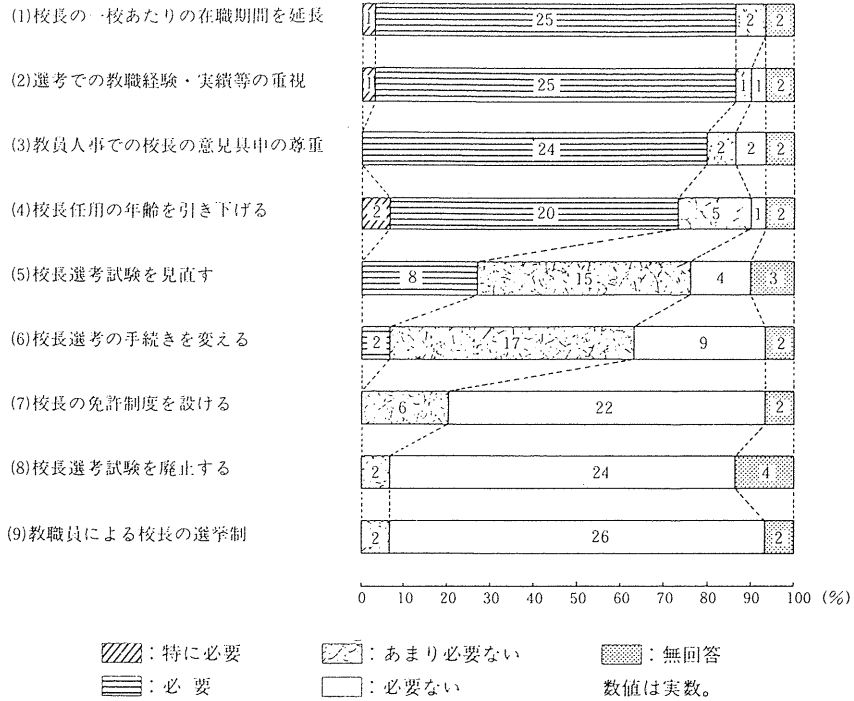 (1)校長の一校あたりの在職期間を延長
1 25 2 2
(2)選考での教職経験・実績等の重視
1 25 1 1 2
(3)教員人事での校長の意見具申の尊重
24 2 2 2
(4)校長任用の年齢を引き下げる
2 20 5 1 2
(5)校長選考試験を見直す
8 15 4 3
(6)校長選考の手続きを変える
2 17 9 2
(7)校長の免許制度を設ける
6 22 2
(8)校長選考試験を廃止する
2 24 4
(9)教職員による校長の選挙制
2 26 2
0 10 20 30 40 50 60 70 80 90 100 (%)
:特に必要 :あまり必要ない :無回答
:必 要 :必要ない 数値は実数。